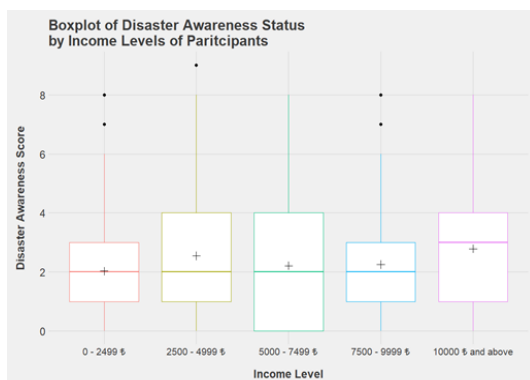 Boxplot of Disaster Awareness Status
by Income Levels of Paritcipants
Disaster Awareness Score
8
6
4
2
0
0 - 2499 ₺
2500 - 4999 ₺
5000 - 7499 ₺
7500 - 9999 ₺
10000 ₺ and above
Income Level